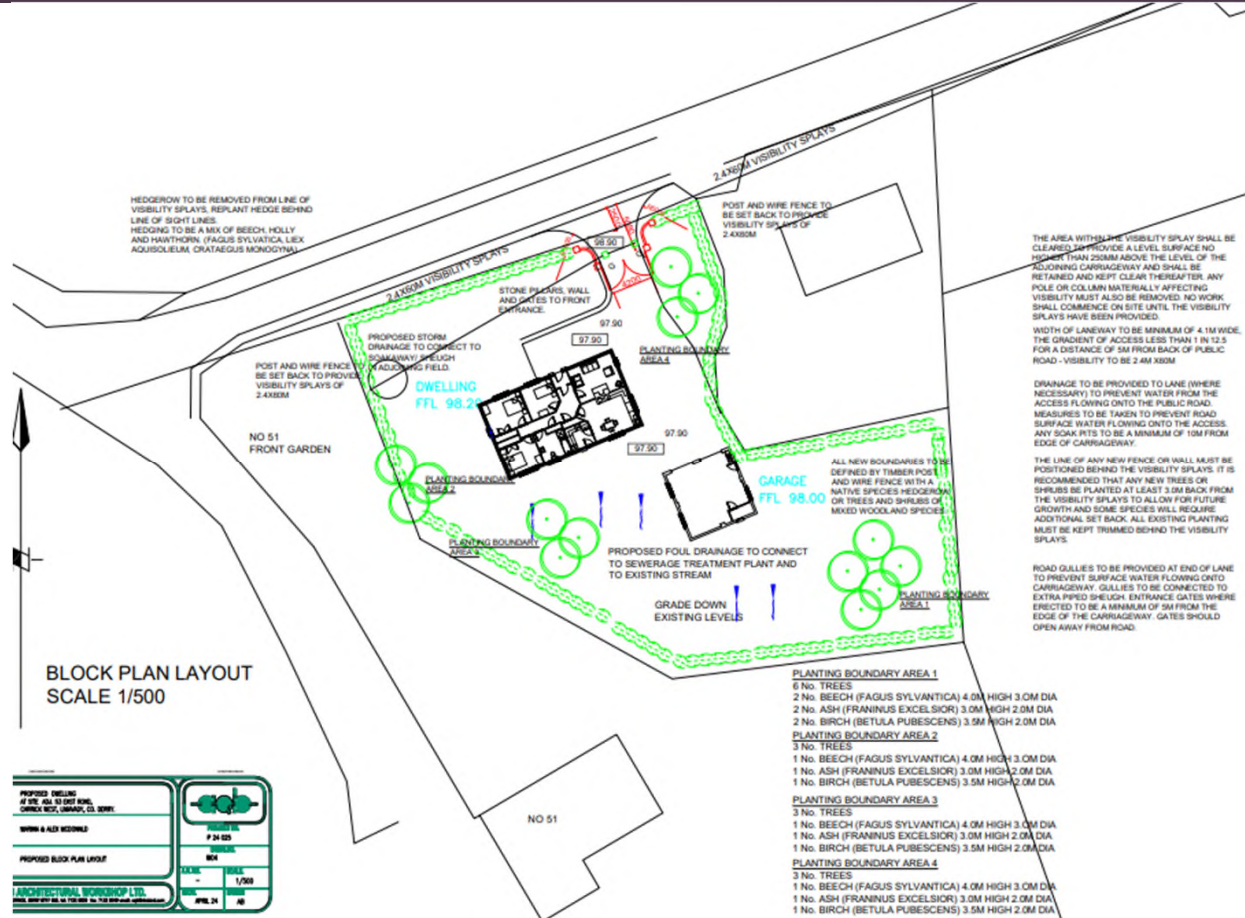 2.4X60M VISIBILITY SPLAYS
HEDGEROW TO BE REMOVED FROM LINE OF
VISIBILITY SPLAYS, REPLANT HEDGE BEHIND
LINE OF SIGHT LINES.
HEDGING TO BE A MIX OF BEECH, HOLLY
AND HAWTHORN. (FAGUS SYLVATICA, LIEX
AQUISOLIEUM, CRATAEGUS MONOGYNA)
POST AND WIRE FENCE TO
BE SET BACK TO PROVIDE
VISIBILITY SPLAYS OF
2.4X60M
98.90
4200
2.4X60M VISIBILITY SPLAYS
STONE PILLARS, WALL
AND GATES TO FRONT
ENTRANCE.
97.90
97.90
PROPOSED STORM
DRAINAGE TO CONNECT TO
SOAKAWAY/ SHEUGH
IN ADJOINING FIELD.
PLANTING BOUNDARY
AREA 4
POST AND WIRE FENCE TO
BE SET BACK TO PROVIDE
VISIBILITY SPLAYS OF
2.4X60M
DWELLING
FFL 98.20
NO 51
FRONT GARDEN
97.90
97.90
PLANTING BOUNDARY
AREA 2
GARAGE
FFL 98.00
ALL NEW BOUNDARIES TO BE
DEFINED BY TIMBER POST
AND WIRE FENCE WITH A
NATIVE SPECIES HEDGEROW
OR TREES AND SHRUBS OF
MIXED WOODLAND SPECIES
PLANTING BOUNDARY
AREA 3
PROPOSED FOUL DRAINAGE TO CONNECT
TO SEWERAGE TREATMENT PLANT AND
TO EXISTING STREAM
GRADE DOWN
EXISTING LEVELS
PLANTING BOUNDARY
AREA 1
THE AREA WITHIN THE VISIBILITY SPLAY SHALL BE
CLEARED TO PROVIDE A LEVEL SURFACE NO
HIGHER THAN 250MM ABOVE THE LEVEL OF THE
ADJOINING CARRIAGEWAY AND SHALL BE
RETAINED AND KEPT CLEAR THEREAFTER. ANY
POLE OR COLUMN MATERIALLY AFFECTING
VISIBILITY MUST ALSO BE REMOVED. NO WORK
SHALL COMMENCE ON SITE UNTIL THE VISIBILITY
SPLAYS HAVE BEEN PROVIDED.
WIDTH OF LANEWAY TO BE MINIMUM OF 4.1M WIDE,
THE GRADIENT OF ACCESS LESS THAN 1 IN 12.5
FOR A DISTANCE OF 5M FROM BACK OF PUBLIC
ROAD - VISIBILITY TO BE 2.4M X60M
DRAINAGE TO BE PROVIDED TO LANE (WHERE
NECESSARY) TO PREVENT WATER FROM THE
ACCESS FLOWING ONTO THE PUBLIC ROAD.
MEASURES TO BE TAKEN TO PREVENT ROAD
SURFACE WATER FLOWING ONTO THE ACCESS.
ANY SOAK PITS TO BE A MINIMUM OF 10M FROM
EDGE OF CARRIAGEWAY.
THE LINE OF ANY NEW FENCE OR WALL MUST BE
POSITIONED BEHIND THE VISIBILITY SPLAYS. IT IS
RECOMMENDED THAT ANY NEW TREES OR
SHRUBS BE PLANTED AT LEAST 3.0M BACK FROM
THE VISIBILITY SPLAYS TO ALLOW FOR FUTURE
GROWTH AND SOME SPECIES WILL REQUIRE
ADDITIONAL SET BACK. ALL EXISTING PLANTING
MUST BE KEPT TRIMMED BEHIND THE VISIBILITY
SPLAYS.
ROAD GULLIES TO BE PROVIDED AT END OF LANE
TO PREVENT SURFACE WATER FLOWING ONTO
CARRIAGEWAY. GULLIES TO BE CONNECTED TO
EXTRA PIPED SHEUGH. ENTRANCE GATES WHERE
ERECTED TO BE A MINIMUM OF 5M FROM THE
EDGE OF THE CARRIAGEWAY. GATES SHOULD
OPEN AWAY FROM ROAD.
BLOCK PLAN LAYOUT
SCALE 1/500
PLANTING BOUNDARY AREA 1
6 No. TREES
2 No. BEECH (FAGUS SYLVANTICA) 4.0M HIGH 3.OM DIA
2 No. ASH (FRANINUS EXCELSIOR) 3.0M HIGH 2.0M DIA
2 No. BIRCH (BETULA PUBESCENS) 3.5M HIGH 2.0M DIA
PLANTING BOUNDARY AREA 2
3 No. TREES
1 No. BEECH (FAGUS SYLVANTICA) 4.0M HIGH 3.OM DIA
1 No. ASH (FRANINUS EXCELSIOR) 3.0M HIGH 2.0M DIA
1 No. BIRCH (BETULA PUBESCENS) 3.5M HIGH 2.0M DIA
PLANTING BOUNDARY AREA 3
3 No. TREES
1 No. BEECH (FAGUS SYLVANTICA) 4.0M HIGH 3.OM DIA
1 No. ASH (FRANINUS EXCELSIOR) 3.0M HIGH 2.0M DIA
1 No. BIRCH (BETULA PUBESCENS) 3.5M HIGH 2.0M DIA
PLANTING BOUNDARY AREA 4
3 No. TREES
1 No. BEECH (FAGUS SYLVANTICA) 4.0M HIGH 3.OM DIA
1 No. ASH (FRANINUS EXCELSIOR) 3.0M HIGH 2.0M DIA
1 No. BIRCH (BETULA PUBESCENS) 3.5M HIGH 2.0M DIA
NO 51
PROPOSED DWELLING
AT SITE ADJ. 53 EAST ROAD,
P 24 025
PROPOSED BLOCK PLAN LAYOUT
SCALE
1/500
ARCHITECTURAL WORKSHOP LTD.
APRIL 24
AB